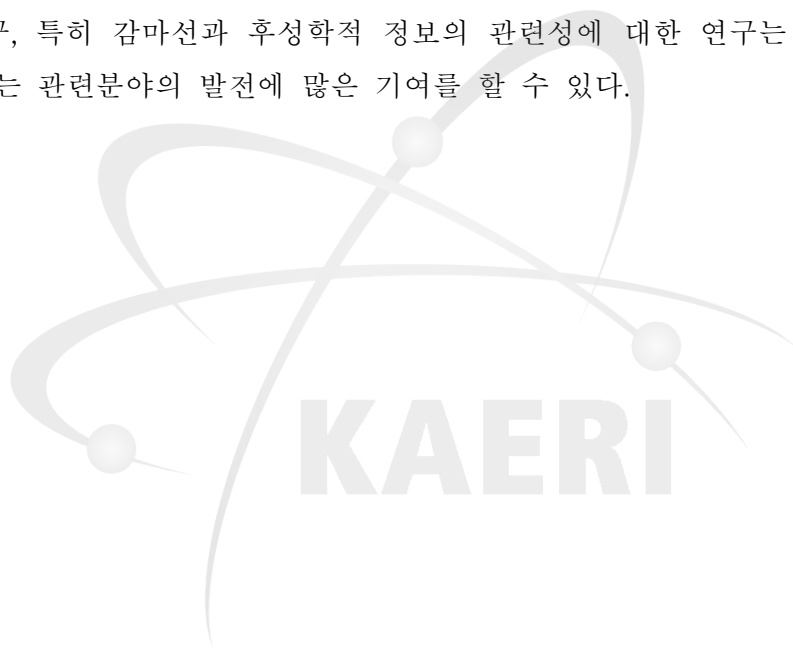 , 특히 감마선과 후성학적 정보의 관련성에 대한 연구는
는 관련분야의 발전에 많은 기여를 할 수 있다.
KAERI